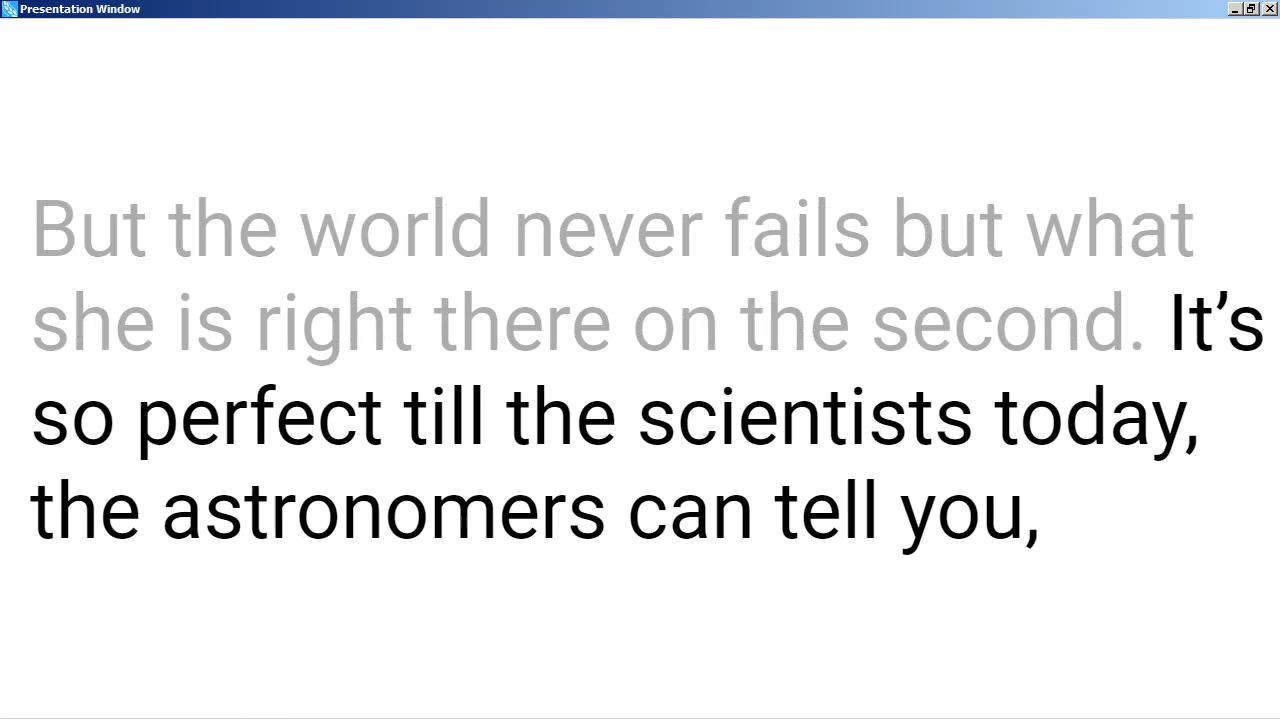 Presentation Window
But the world never fails but what
she is right there on the second. It’s
so perfect till the scientists today,
the astronomers can tell you,